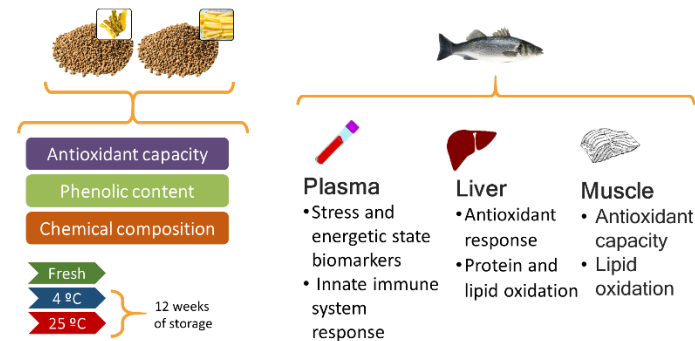 Antioxidant capacity
Phenolic content
Chemical composition
Fresh
4 ºC
25 ºC
12 weeks
of storage
Plasma
•Stress and
energetic state
biomarkers
• Innate immune
system
response
Liver
•Antioxidant
response
•Protein and
lipid oxidation
Muscle
• Antioxidant
capacity
• Lipid
oxidation